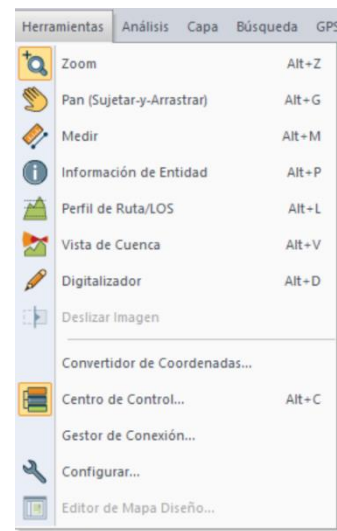 Herramientas Análisis Capa Búsqueda GPS
Zoom Alt+Z
Pan (Sujetar-y-Arrastrar) Alt+G
Medir Alt+M
Información de Entidad Alt+P
Perfil de Ruta/LOS Alt+L
Vista de Cuenca Alt+V
Digitalizador Alt+D
Deslizar Imagen
Convertidor de Coordenadas...
Centro de Control... Alt+C
Gestor de Conexión...
Configurar...
Editor de Mapa Diseño...